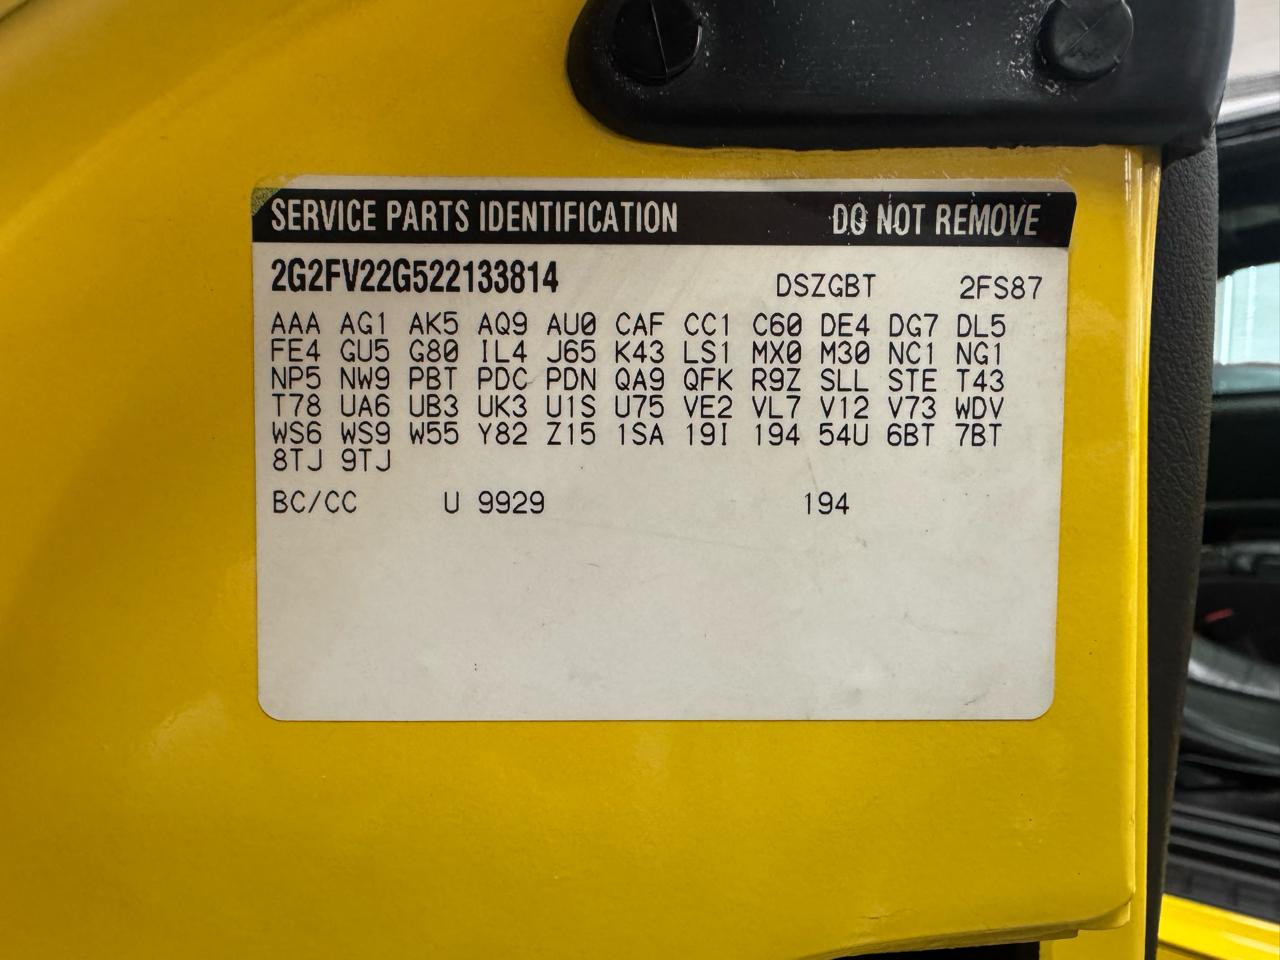 SERVICE PARTS IDENTIFICATION DO NOT REMOVE
2G2FV22G522133814 DSZGBT 2FS87
AAA AG1 AK5 AQ9 AU0 CAF CC1 C60 DE4 DG7 DL5
FE4 GU5 G80 IL4 J65 K43 LS1 MX0 M30 NC1 NG1
NP5 NW9 PBT PDC PDN QA9 QFK R9Z SLL STE T43
T78 UA6 UB3 UK3 U1S U75 VE2 VL7 V12 V73 WDV
WS6 WS9 W55 Y82 Z15 1SA 19I 194 54U 6BT 7BT
8TJ 9TJ
BC/CC U 9929 194